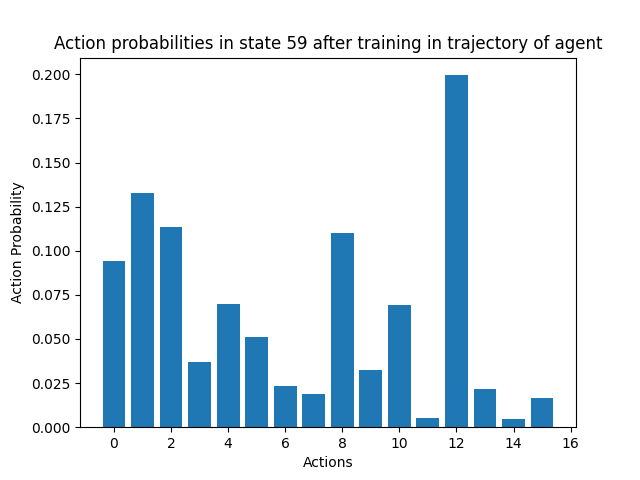 Action probabilities in state 59 after training in trajectory of agent
0.200
0.175
0.150
0.125
0.100
0.075
0.050
0.025
0.000
Action Probability
0 2 4 6 8 10 12 14 16
Actions